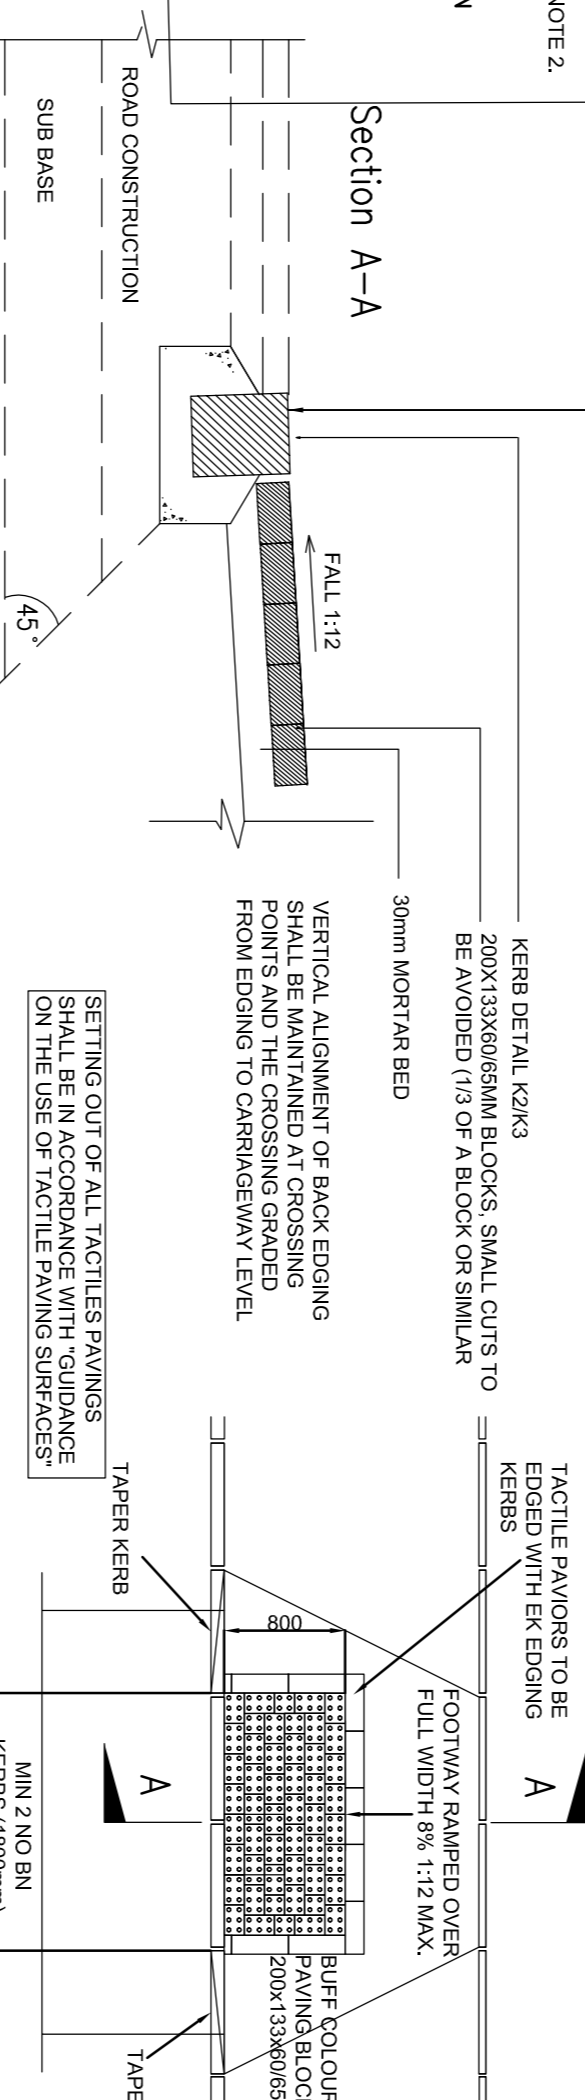 NOTE 2.
N
Section A-A
ROAD CONSTRUCTION
SUB BASE
FALL 1:12
45°
KERB DETAIL K2/K3
200X133X60/65MM BLOCKS, SMALL CUTS TO
BE AVOIDED (1/3 OF A BLOCK OR SIMILAR
30mm MORTAR BED
VERTICAL ALIGNMENT OF BACK EDGING
SHALL BE MAINTAINED AT CROSSING
POINTS AND THE CROSSING GRADED
FROM EDGING TO CARRIAGEWAY LEVEL
SETTING OUT OF ALL TACTILES PAVINGS
SHALL BE IN ACCORDANCE WITH "GUIDANCE
ON THE USE OF TACTILE PAVING SURFACES"
TACTILE PAVIORS TO BE
EDGED WITH EK EDGING
KERBS
TAPER KERB
800
FOOTWAY RAMPED OVER
FULL WIDTH 8% 1:12 MAX.
A
A
MIN 2 NO BN
KERBS (1800mm)
BUFF COLOUR
PAVING BLOC
200x133x60/65
TAPE